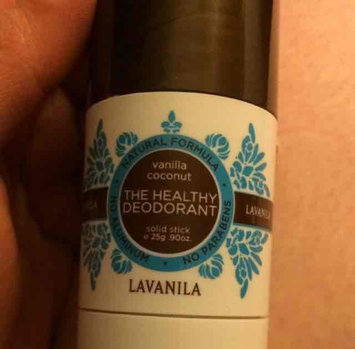 NATURAL FORMULA
vanilla
coconut
THE HEALTHY
DEODORANT
solid stick
e 25g .90oz.
NO ALUMINUM • NO PARABENS
LAVANILA
LAVANILA